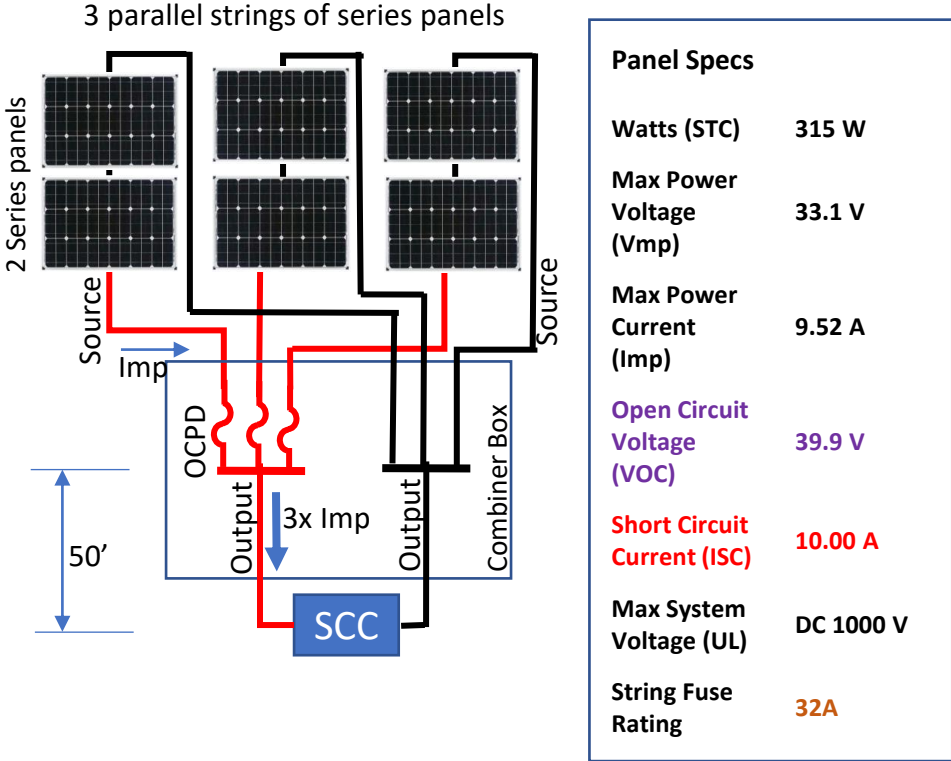 3 parallel strings of series panels
2 Series panels
Source
Source
Imp
OCPD
Combiner Box
Output
3x Imp
Output
50’
SCC
Panel Specs
Watts (STC) 315 W
Max Power
Voltage 33.1 V
(Vmp)
Max Power
Current 9.52 A
(Imp)
Open Circuit
Voltage 39.9 V
(VOC)
Short Circuit
Current (ISC) 10.00 A
Max System
Voltage (UL) DC 1000 V
String Fuse
Rating 32A